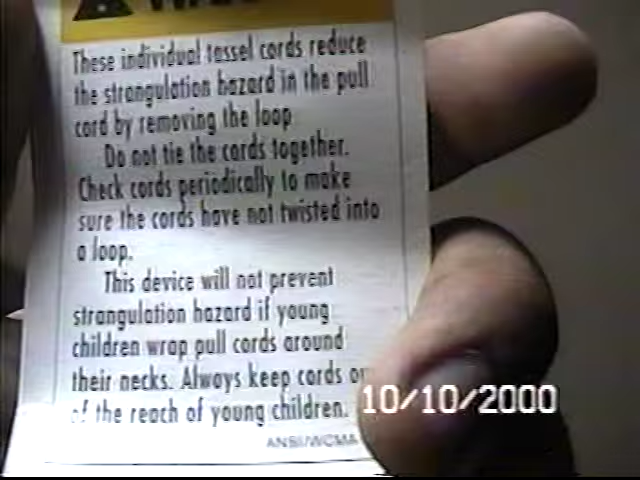 These individual tassel cords reduce
the strangulation hazard in the pull
cord by removing the loop
Do not tie the cords together.
Check cords periodically to make
sure the cords have not twisted into
a loop.
This device will not prevent
strangulation hazard if young
children wrap pull cords around
their necks. Always keep cords
of the reach of young children.
10/10/2000
ANSI/WCMA